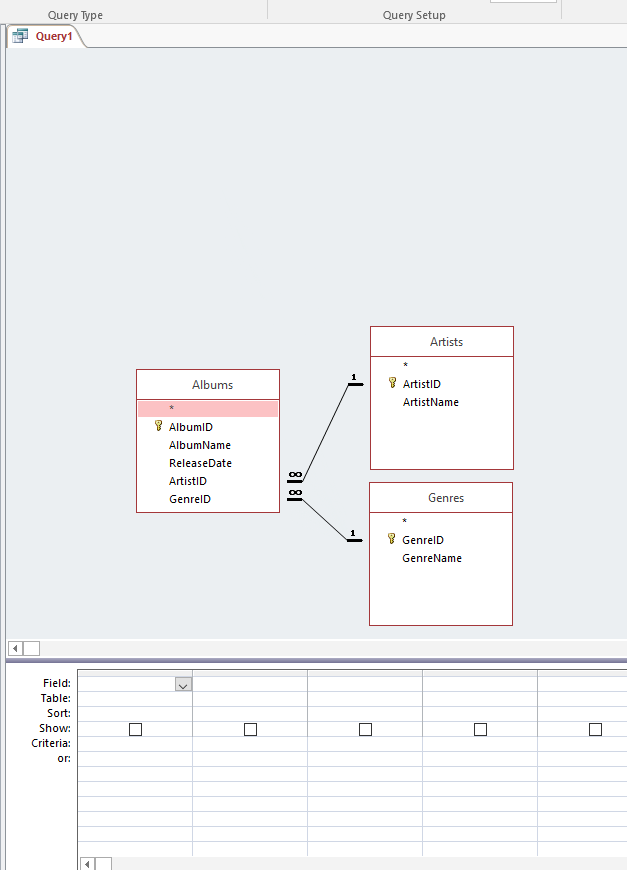 Query Type
Query Setup
Query1
Albums
*
AlbumID
AlbumName
ReleaseDate
ArtistID
GenreID
∞
∞
1
1
Artists
*
ArtistID
ArtistName
Genres
*
GenreID
GenreName
Field:
Table:
Sort:
Show:
Criteria:
or: